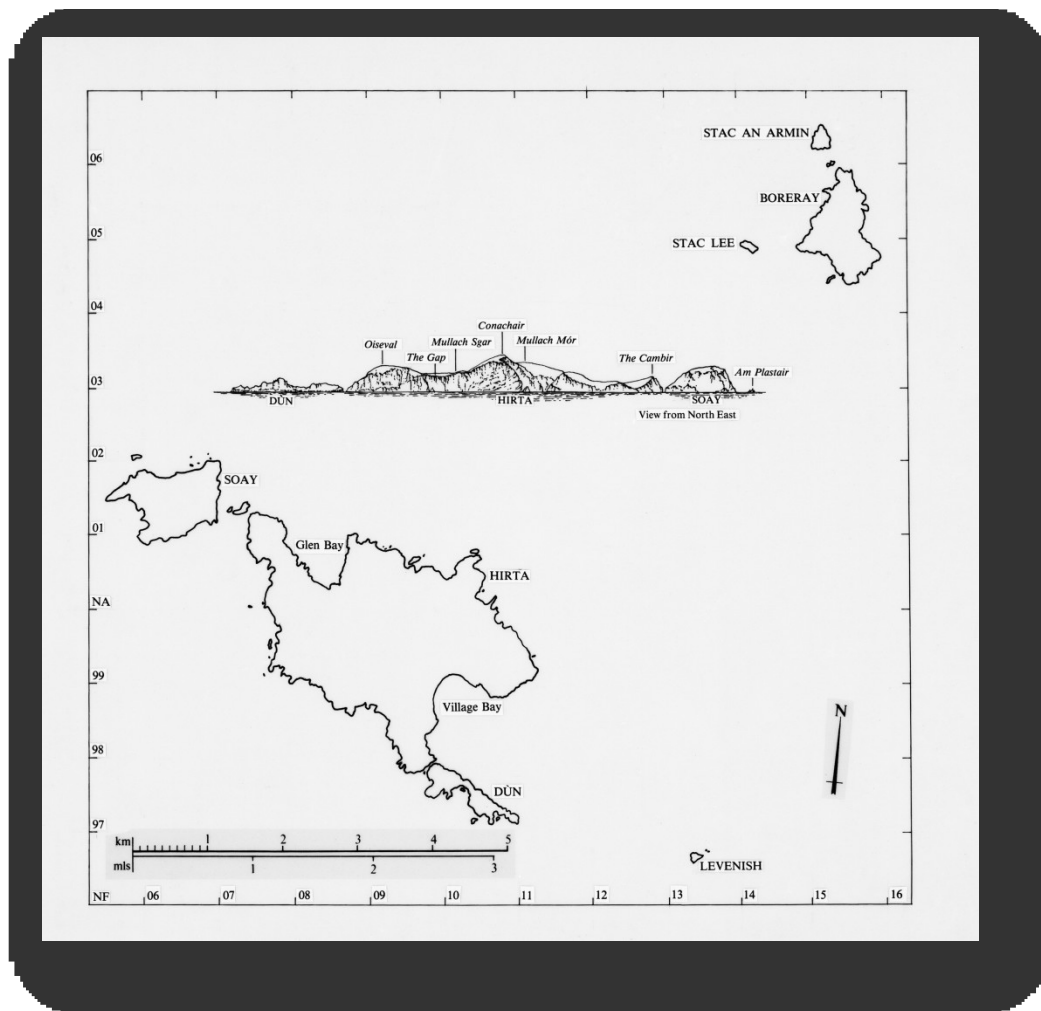 STAC AN ARMIN
06
BORERAY
05
STAC LEE
04
Conachair
Oiseval
Mullach Sgar
Mullach Mór
The Gap
The Cambir
Am Plastair
03
DÙN
HIRTA
SOAY
View from North East
02
SOAY
01
Glen Bay
HIRTA
NA
99
Village Bay
N
98
DÙN
97
km 1 2 3 4 5
mls 1 2 3
LEVENISH
NF 06 07 08 09 10 11 12 13 14 15 16